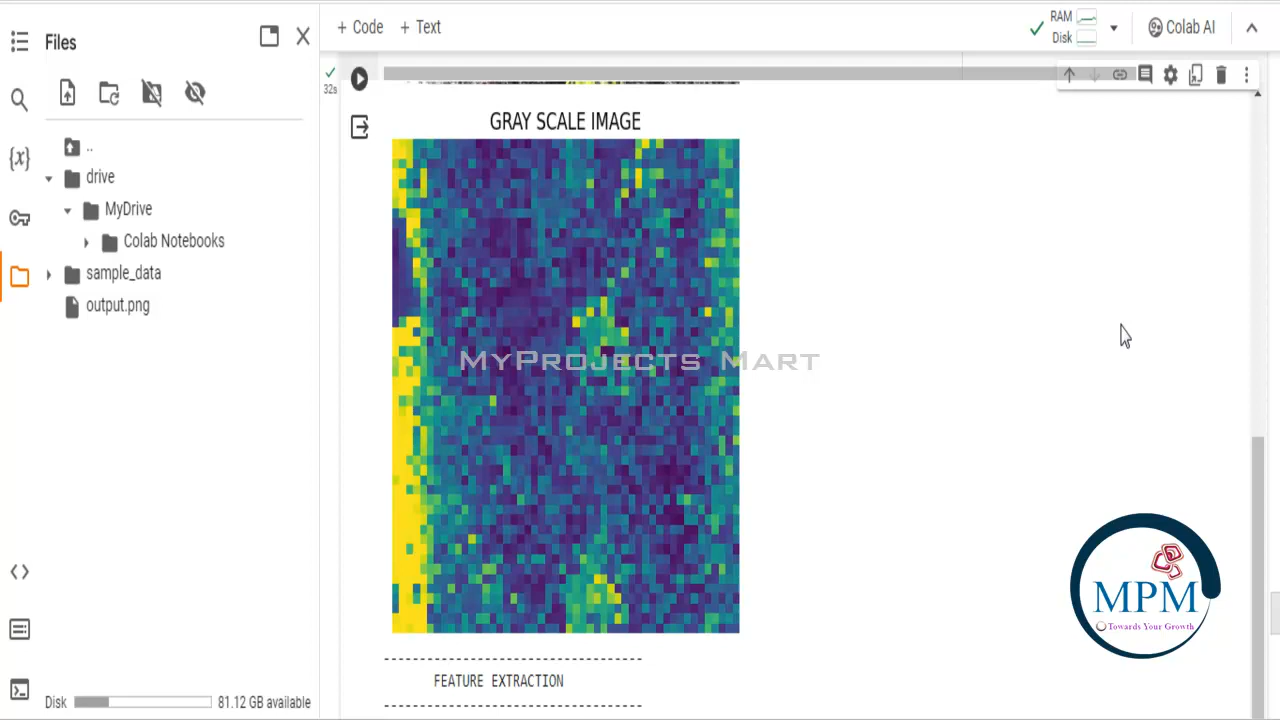 Files
+ Code + Text
RAM
Disk
Colab AI
32s
{x}
..
drive
MyDrive
Colab Notebooks
sample_data
output.png
GRAY SCALE IMAGE
MyProjects Mart
MPM
Towards Your Growth
-------------------------------------
FEATURE EXTRACTION
-------------------------------------
Disk
81.12 GB available